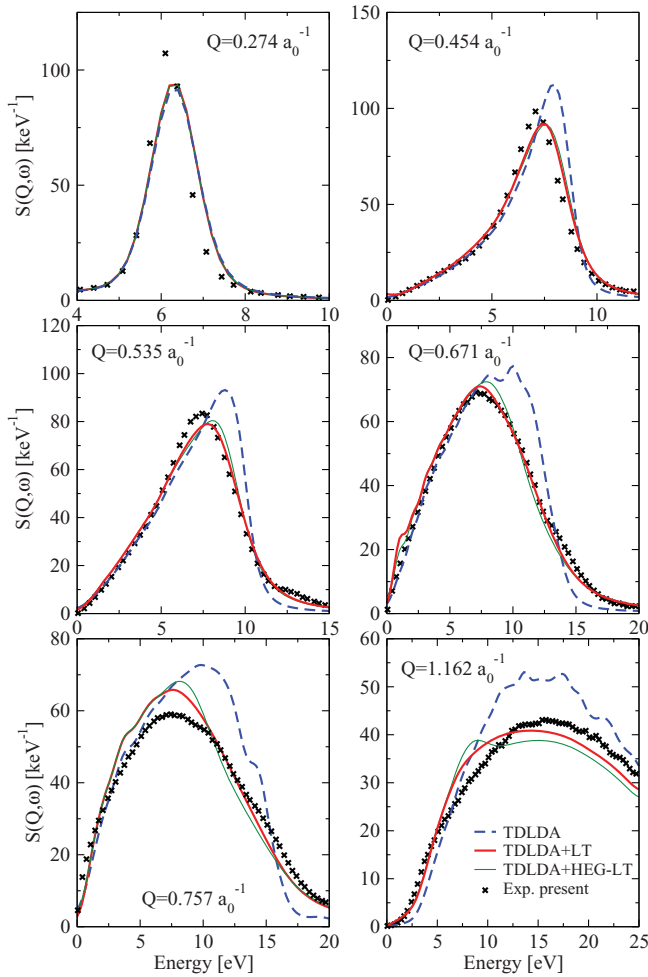 Q=0.274 a0^-1
S(Q,ω) [keV^-1]
100
50
0
4 6 8 10
Q=0.454 a0^-1
150
100
50
0
0 5 10
Q=0.535 a0^-1
S(Q,ω) [keV^-1]
120
100
80
60
40
20
0
0 5 10 15
Q=0.671 a0^-1
80
60
40
20
0
0 5 10 15 20
S(Q,ω) [keV^-1]
80
60
40
20
0
Q=0.757 a0^-1
0 5 10 15 20
Energy [eV]
Q=1.162 a0^-1
60
50
40
30
20
10
0
TDLDA
TDLDA+LT
TDLDA+HEG-LT
Exp. present
0 5 10 15 20 25
Energy [eV]